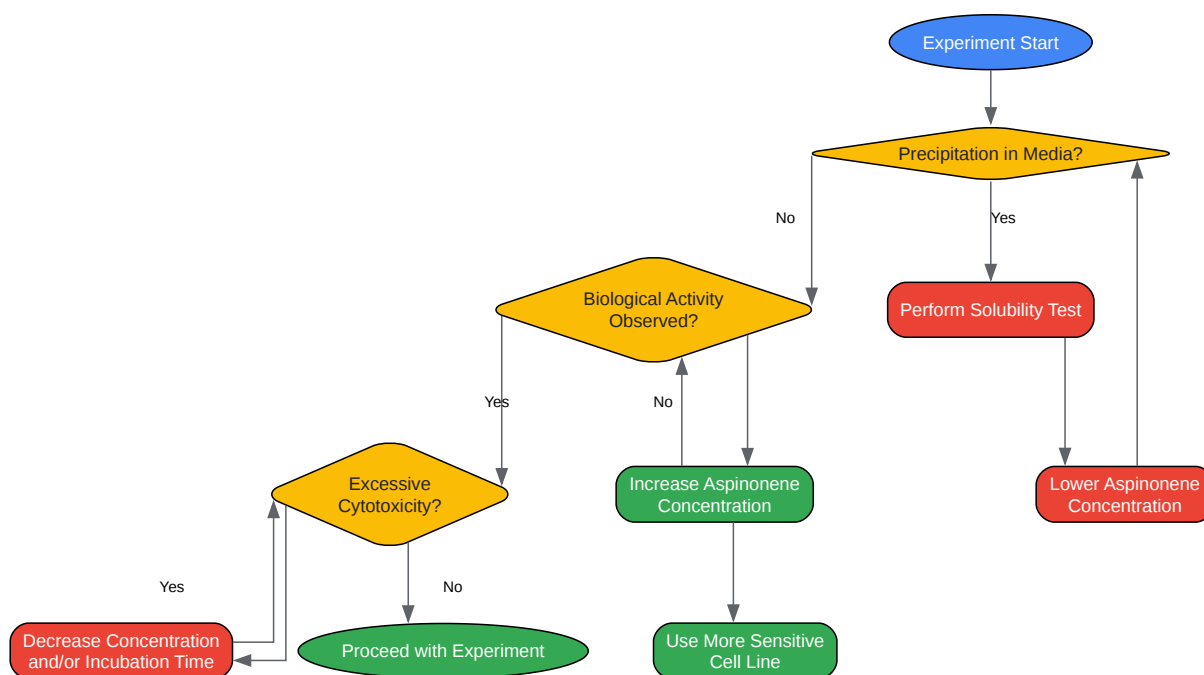 Experiment Start
Precipitation in Media?
No
Yes
Biological Activity
Observed?
Perform Solubility Test
Yes
No
Excessive
Cytotoxicity?
Increase Aspinonene
Concentration
Lower Aspinonene
Concentration
Yes
No
Decrease Concentration
and/or Incubation Time
Proceed with Experiment
Use More Sensitive
Cell Line